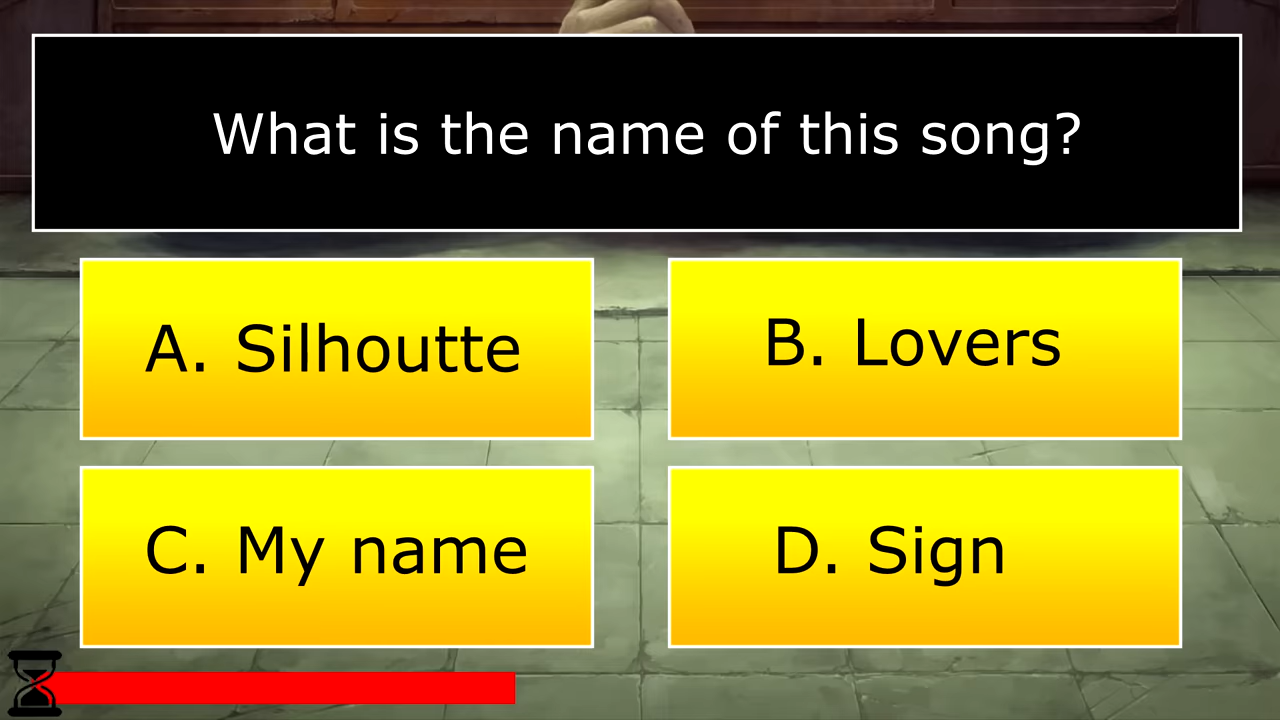 What is the name of this song?
A. Silhoutte
B. Lovers
C. My name
D. Sign